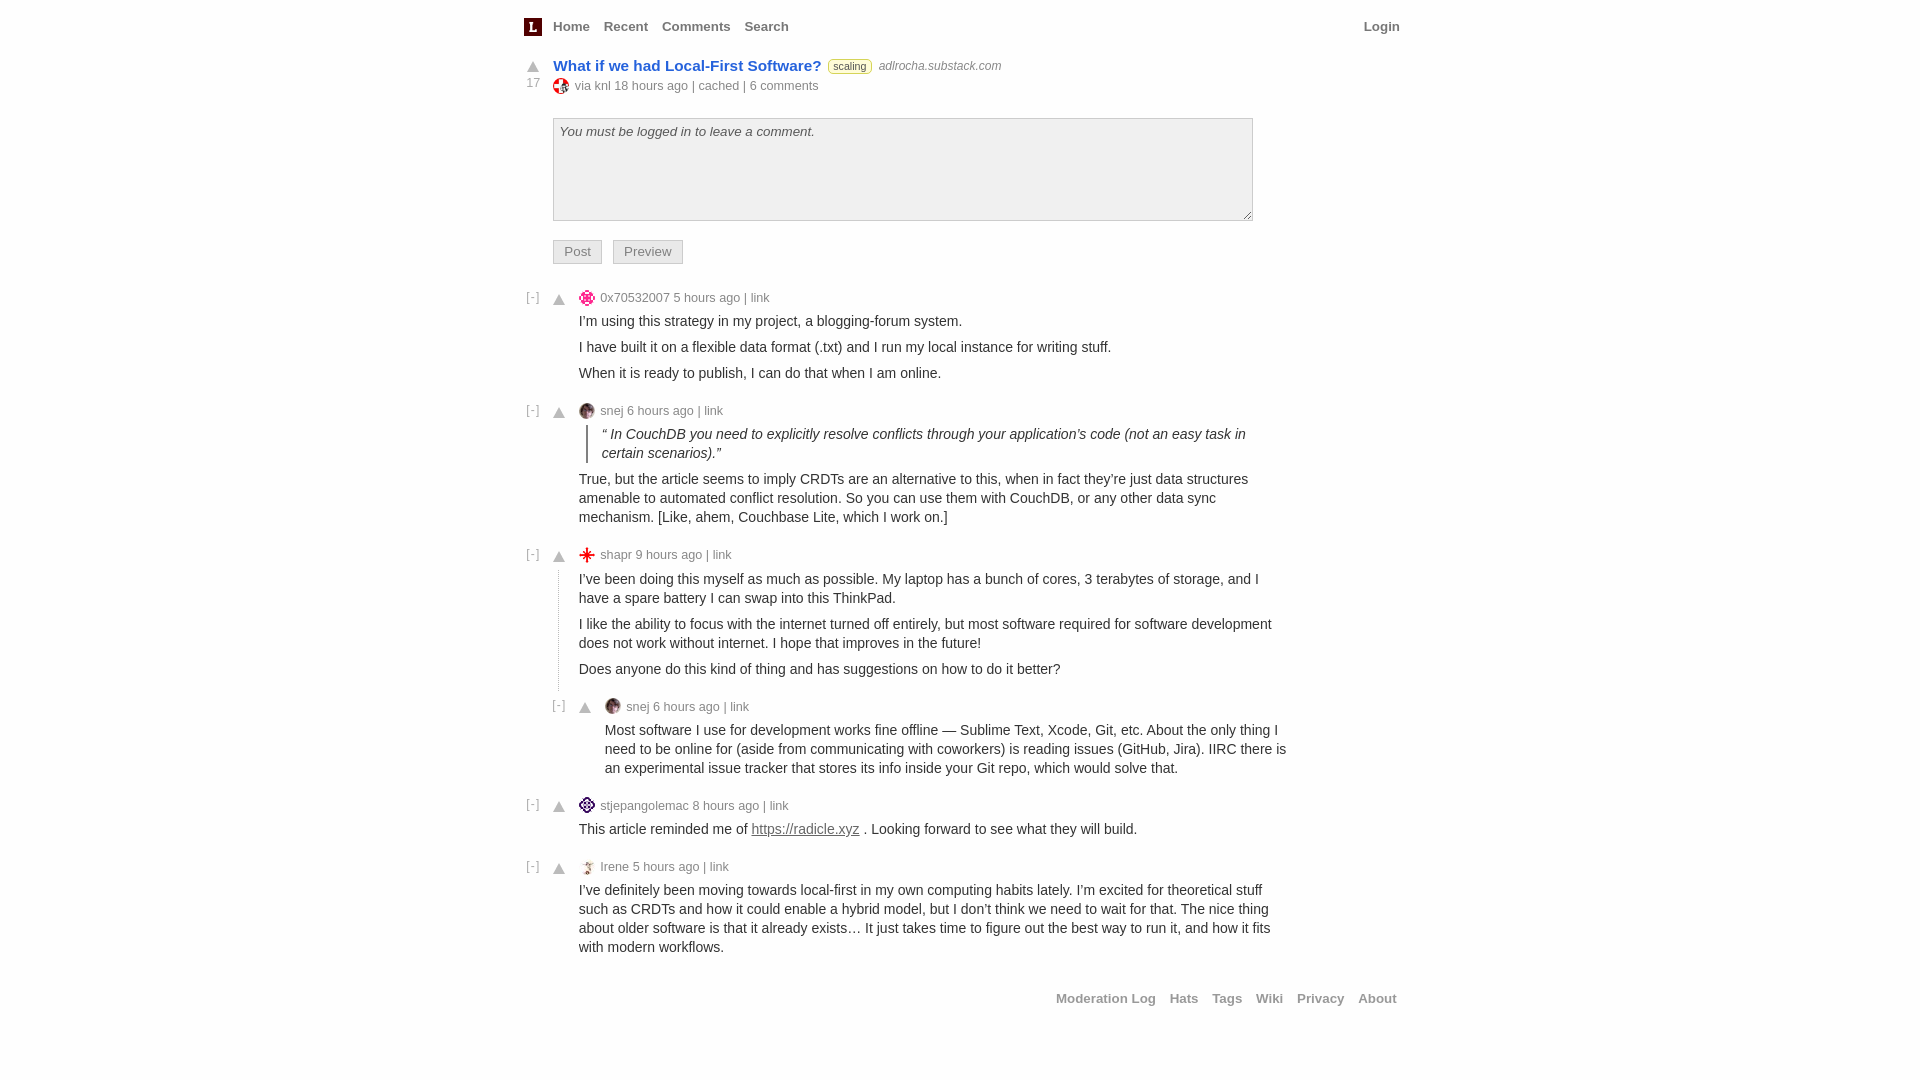 L Home Recent Comments Search Login
What if we had Local-First Software? scaling adlrocha.substack.com
17
via knl 18 hours ago | cached | 6 comments
You must be logged in to leave a comment.
Post Preview
[-] 0x70532007 5 hours ago | link
I’m using this strategy in my project, a blogging-forum system.
I have built it on a flexible data format (.txt) and I run my local instance for writing stuff.
When it is ready to publish, I can do that when I am online.
[-] snej 6 hours ago | link
“ In CouchDB you need to explicitly resolve conflicts through your application’s code (not an easy task in
certain scenarios).”
True, but the article seems to imply CRDTs are an alternative to this, when in fact they’re just data structures
amenable to automated conflict resolution. So you can use them with CouchDB, or any other data sync
mechanism. [Like, ahem, Couchbase Lite, which I work on.]
[-] shapr 9 hours ago | link
I’ve been doing this myself as much as possible. My laptop has a bunch of cores, 3 terabytes of storage, and I
have a spare battery I can swap into this ThinkPad.
I like the ability to focus with the internet turned off entirely, but most software required for software development
does not work without internet. I hope that improves in the future!
Does anyone do this kind of thing and has suggestions on how to do it better?
[-] snej 6 hours ago | link
Most software I use for development works fine offline — Sublime Text, Xcode, Git, etc. About the only thing I
need to be online for (aside from communicating with coworkers) is reading issues (GitHub, Jira). IIRC there is
an experimental issue tracker that stores its info inside your Git repo, which would solve that.
[-] stjepangolemac 8 hours ago | link
This article reminded me of https://radicle.xyz . Looking forward to see what they will build.
[-] Irene 5 hours ago | link
I’ve definitely been moving towards local-first in my own computing habits lately. I’m excited for theoretical stuff
such as CRDTs and how it could enable a hybrid model, but I don’t think we need to wait for that. The nice thing
about older software is that it already exists… It just takes time to figure out the best way to run it, and how it fits
with modern workflows.
Moderation Log Hats Tags Wiki Privacy About